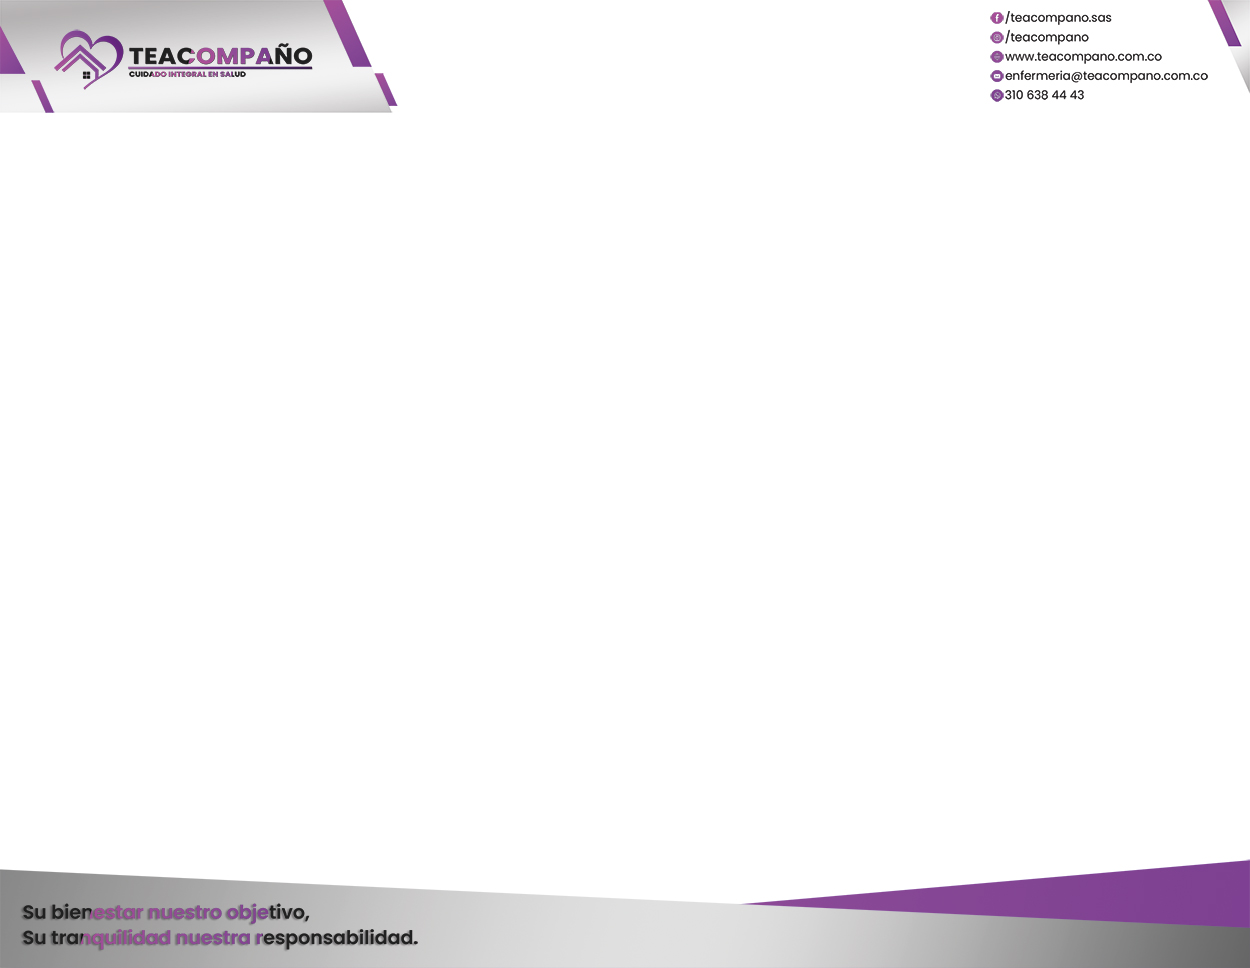 TEACOMPAÑO
CUIDADO INTEGRAL EN SALUD
/teacompano.sas
/teacompano
www.teacompano.com.co
enfermeria@teacompano.com.co
310 638 44 43
Su bienestar nuestro objetivo,
Su tranquilidad nuestra responsabilidad.